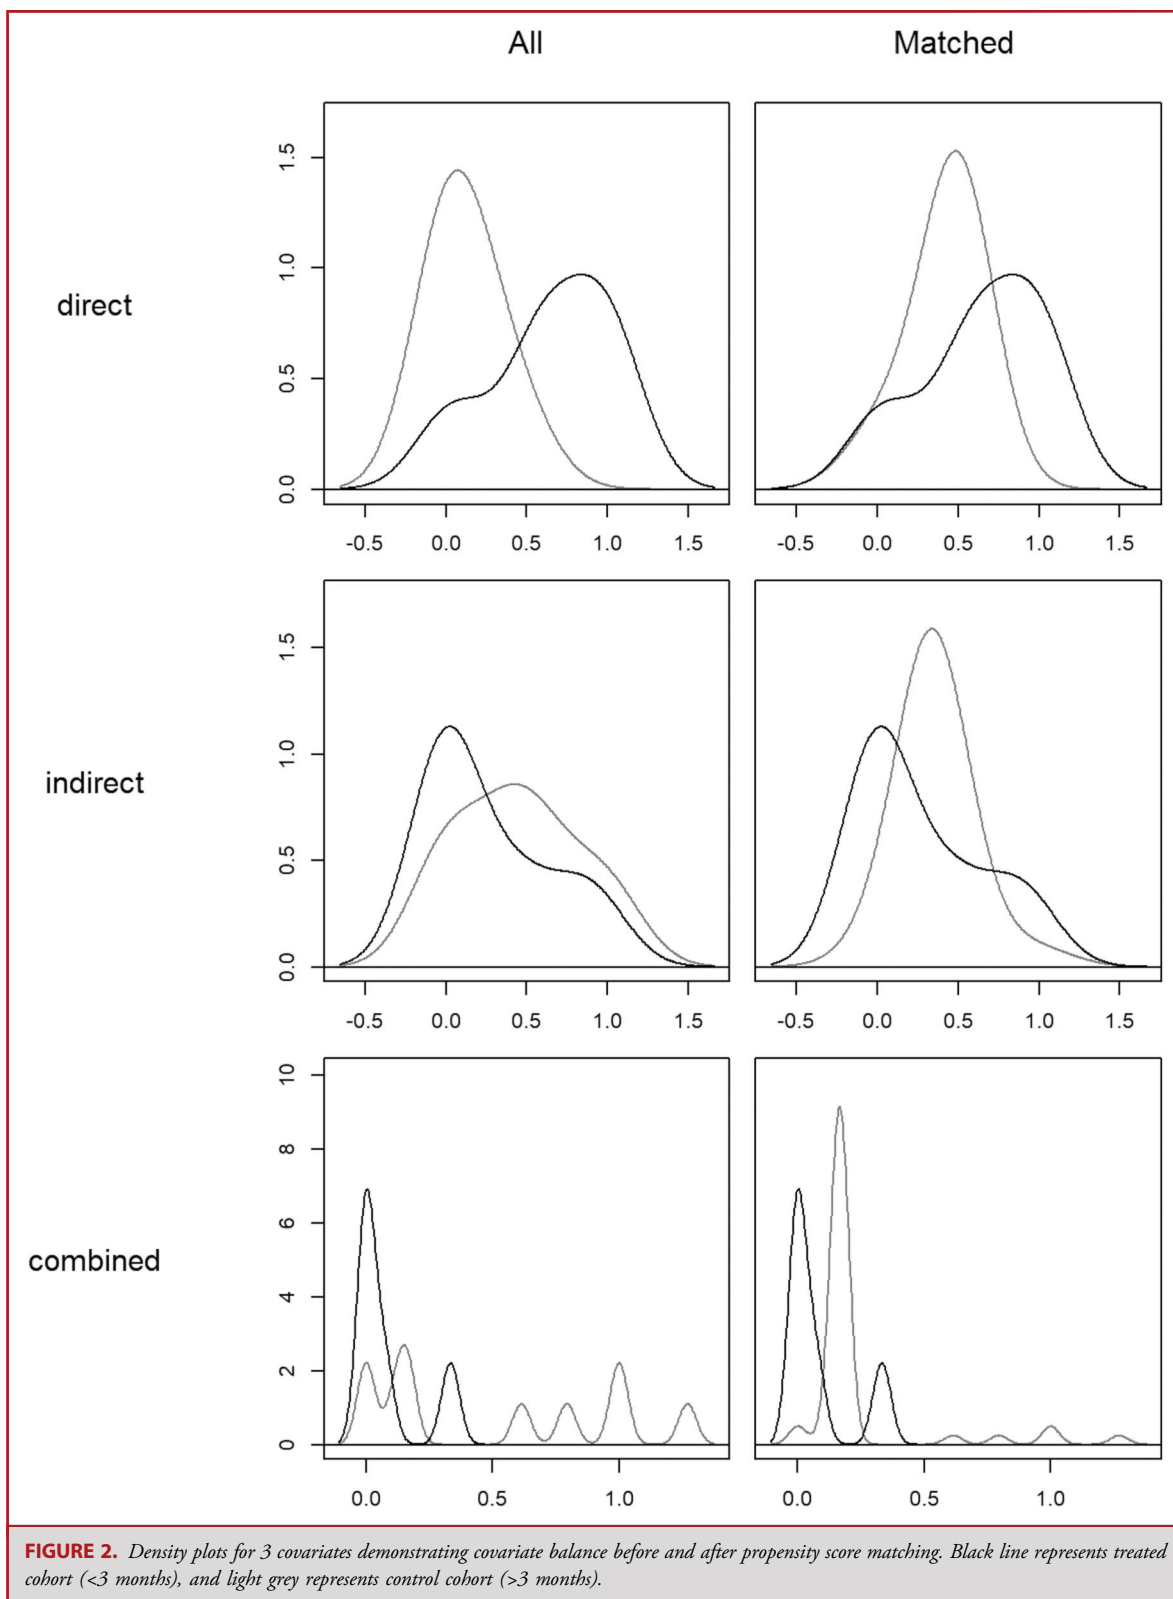 All
Matched
direct
0.0
0.5
1.0
1.5
-0.5 0.0 0.5 1.0 1.5
-0.5 0.0 0.5 1.0 1.5
indirect
0.0
0.5
1.0
1.5
-0.5 0.0 0.5 1.0 1.5
-0.5 0.0 0.5 1.0 1.5
combined
0
2
4
6
8
10
0.0 0.5 1.0
0.0 0.5 1.0
FIGURE 2. Density plots for 3 covariates demonstrating covariate balance before and after propensity score matching. Black line represents treated
cohort (<3 months), and light grey represents control cohort (>3 months).